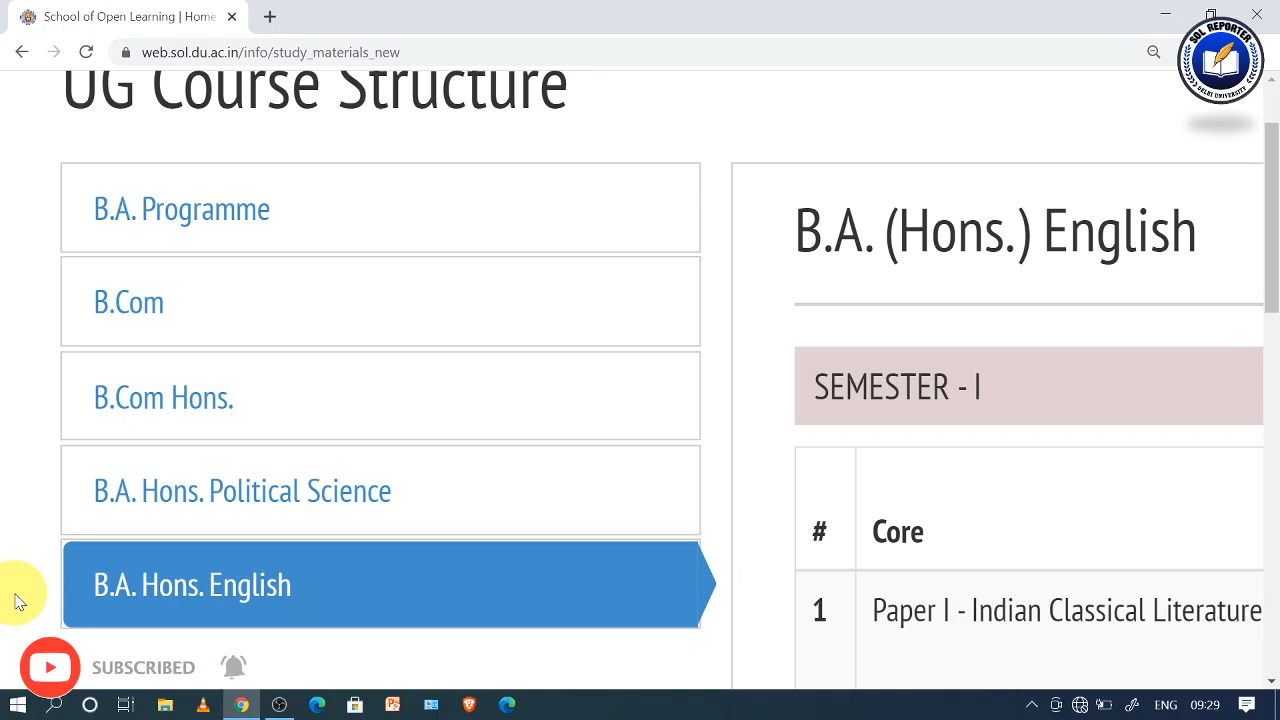 School of Open Learning | Home
web.sol.du.ac.in/info/study_materials_new
SOL REPORTER
DELHI UNIVERSITY
UG Course Structure
B.A. Programme
B.Com
B.Com Hons.
B.A. Hons. Political Science
B.A. Hons. English
B.A. (Hons.) English
SEMESTER - I
# Core
1 Paper I - Indian Classical Literature
SUBSCRIBED
ENG 09:29